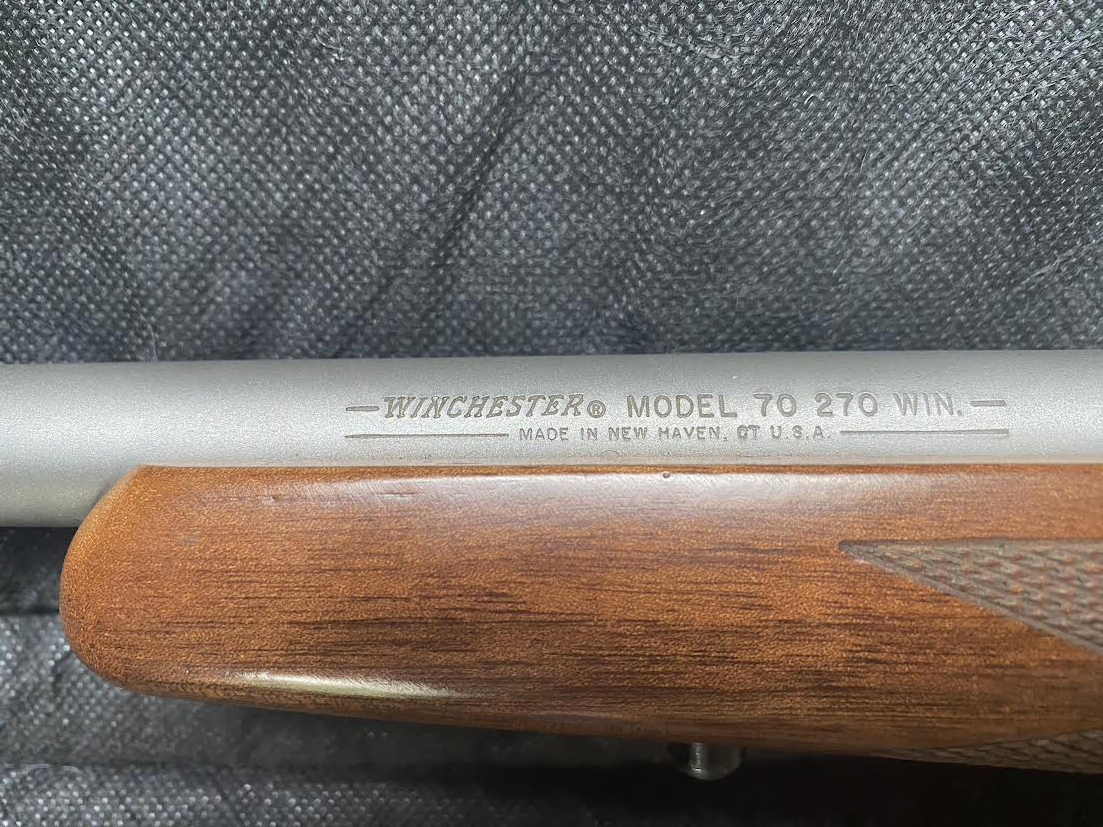 WINCHESTER® MODEL 70 270 WIN.
MADE IN NEW HAVEN, CT U.S.A.